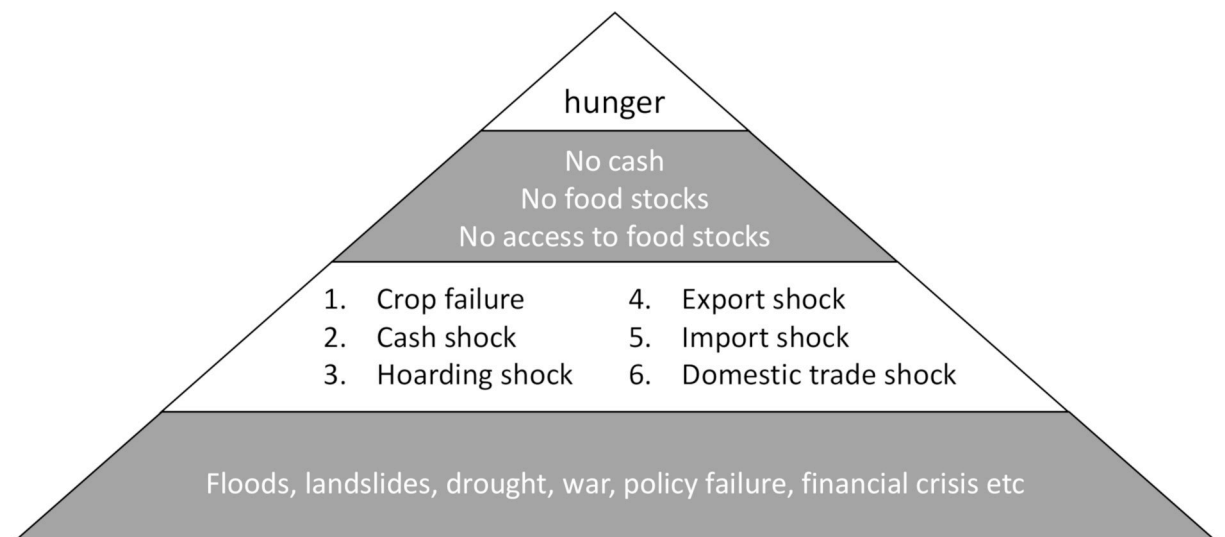 hunger
No cash
No food stocks
No access to food stocks
1. Crop failure
2. Cash shock
3. Hoarding shock
4. Export shock
5. Import shock
6. Domestic trade shock
Floods, landslides, drought, war, policy failure, financial crisis etc